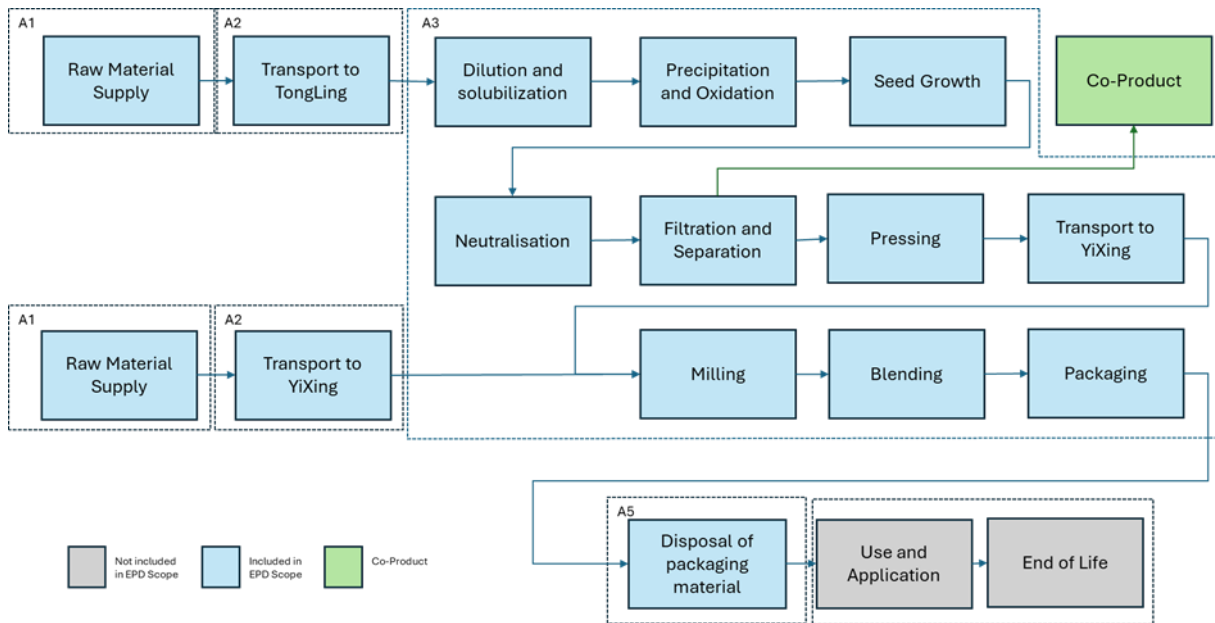 A1
A2
A3
Raw Material
Supply
Transport to
TongLing
Dilution and
solubilization
Precipitation
and Oxidation
Seed Growth
Co-Product
Neutralisation
Filtration and
Separation
Pressing
Transport to
YiXing
A1
A2
Raw Material
Supply
Transport to
YiXing
Milling
Blending
Packaging
A5
Disposal of
packaging
material
Use and
Application
End of Life
Not included
in EPD Scope
Included in
EPD Scope
Co-Product